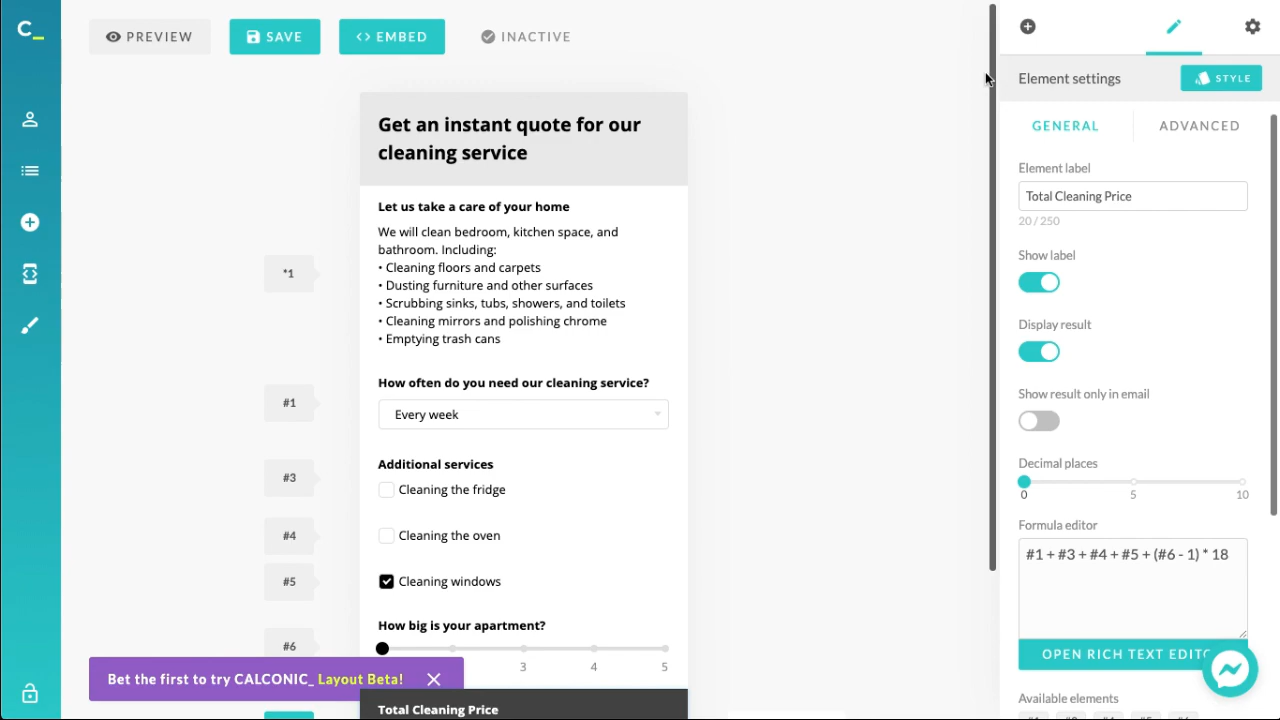 C_
PREVIEW
SAVE
<> EMBED
INACTIVE
Get an instant quote for our
cleaning service
Let us take a care of your home
We will clean bedroom, kitchen space, and
bathroom. Including:
• Cleaning floors and carpets
• Dusting furniture and other surfaces
• Scrubbing sinks, tubs, showers, and toilets
• Cleaning mirrors and polishing chrome
• Emptying trash cans
*1
How often do you need our cleaning service?
#1
Every week
Additional services
#3
Cleaning the fridge
#4
Cleaning the oven
#5
Cleaning windows
How big is your apartment?
#6
3 4 5
Bet the first to try CALCONIC_ Layout Beta!
Total Cleaning Price
Element settings
STYLE
GENERAL
ADVANCED
Element label
Total Cleaning Price
20 / 250
Show label
Display result
Show result only in email
Decimal places
0 5 10
Formula editor
#1 + #3 + #4 + #5 + (#6 - 1) * 18
OPEN RICH TEXT EDITO
Available elements